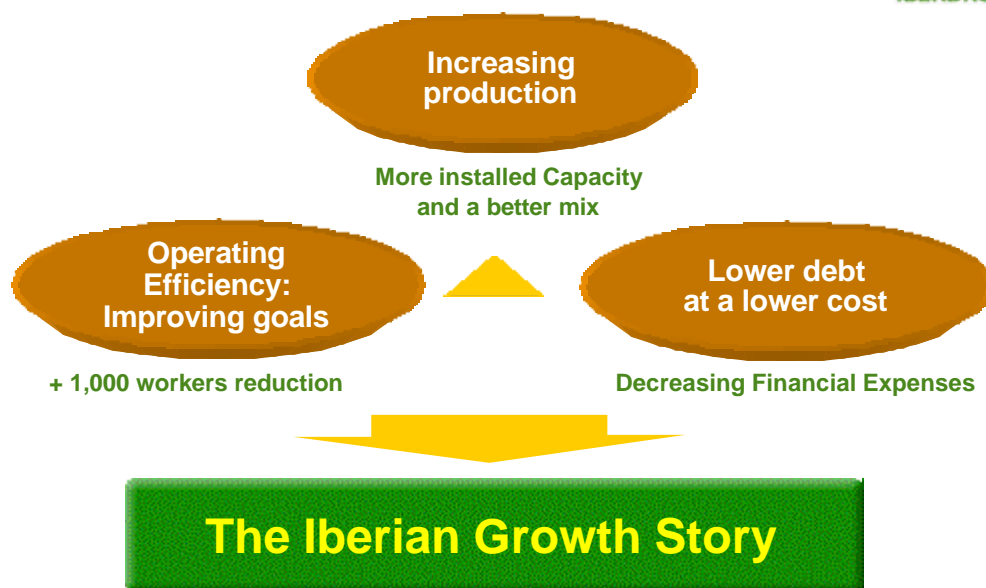 Increasing
production
More installed Capacity
and a better mix
Operating
Efficiency:
Improving goals
+ 1,000 workers reduction
Lower debt
at a lower cost
Decreasing Financial Expenses
The Iberian Growth Story